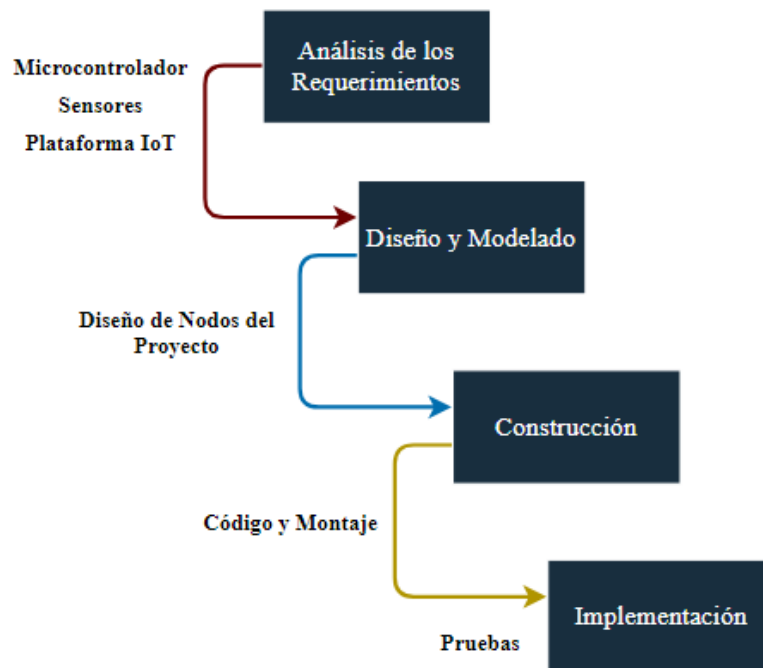 Análisis de los
Requerimientos
Microcontrolador
Sensores
Plataforma IoT
Diseño y Modelado
Diseño de Nodos del
Proyecto
Construcción
Código y Montaje
Implementación
Pruebas